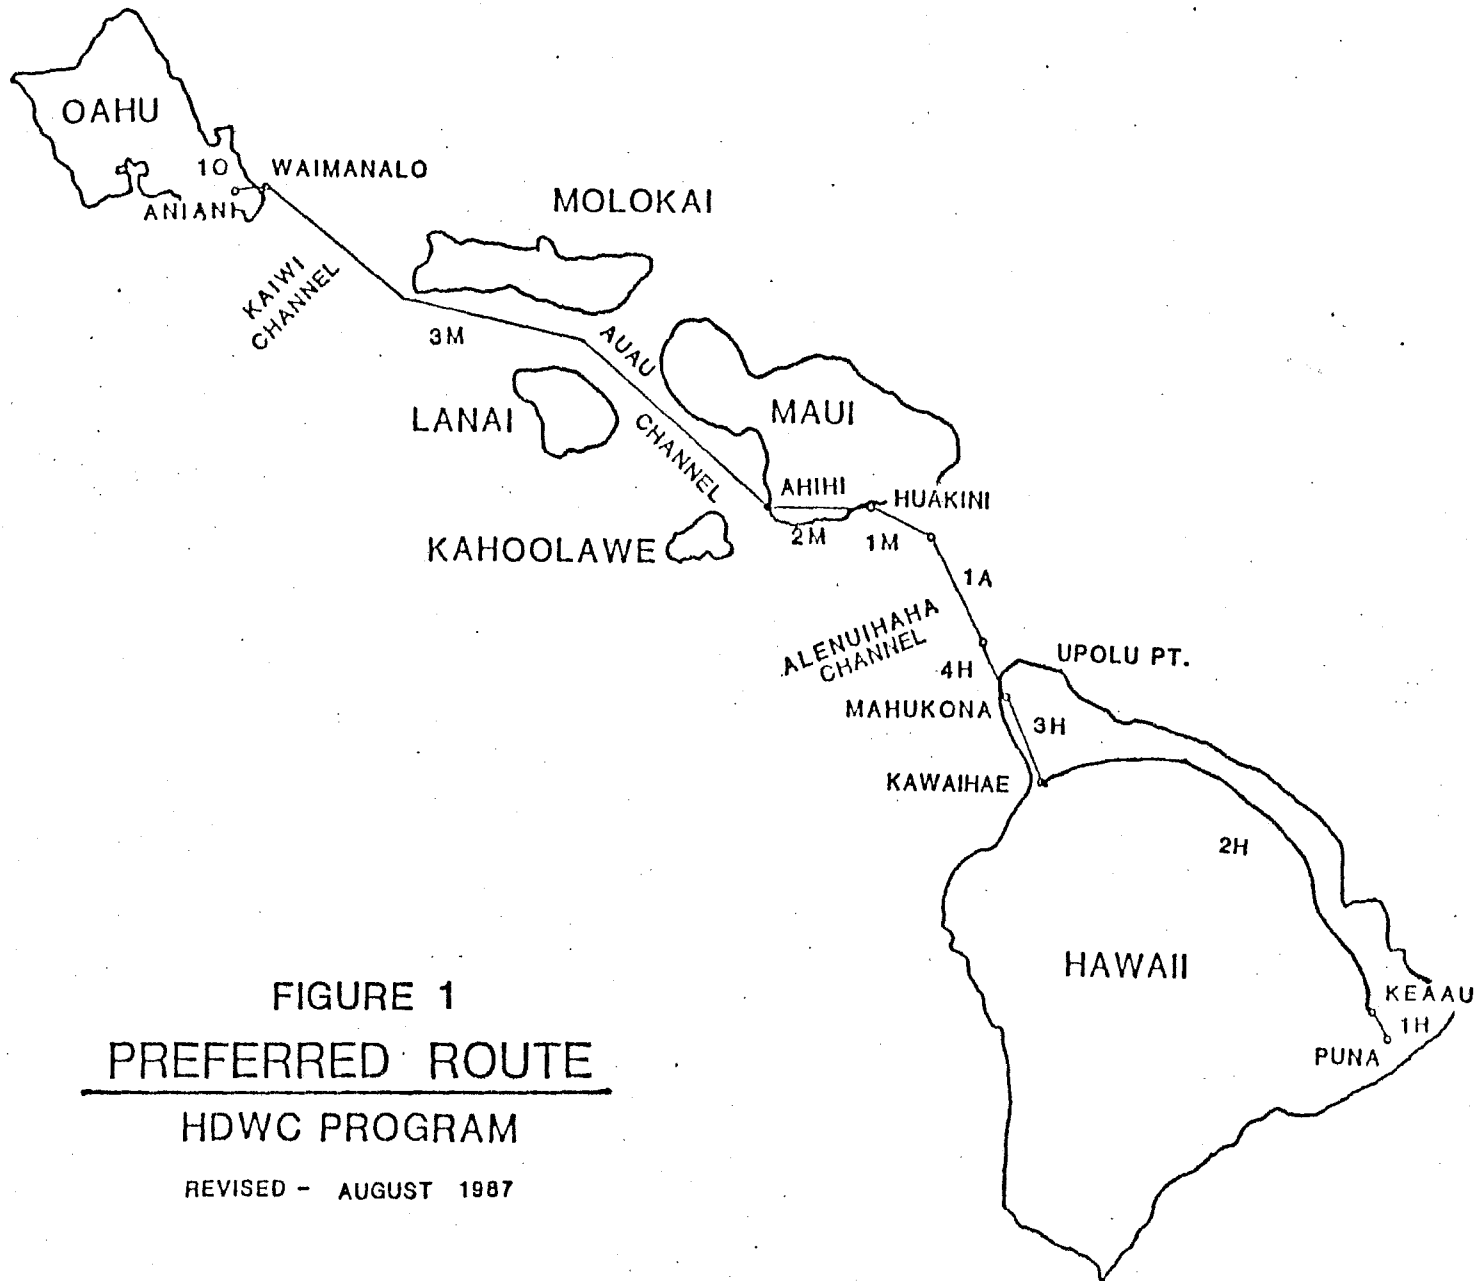 OAHU
10
WAIMANALO
ANIANI
MOLOKAI
KAIWI
CHANNEL
3M
AUAU
CHANNEL
LANAI
MAUI
AHIHI
HUAKINI
KAHOOLAWE
2M
1M
1A
ALENUIHAHA
CHANNEL
4H
UPOLU PT.
MAHUKONA
3H
KAWAIHAE
2H
HAWAII
KEAAU
1H
PUNA
FIGURE 1
PREFERRED ROUTE
HDWC PROGRAM
REVISED - AUGUST 1987